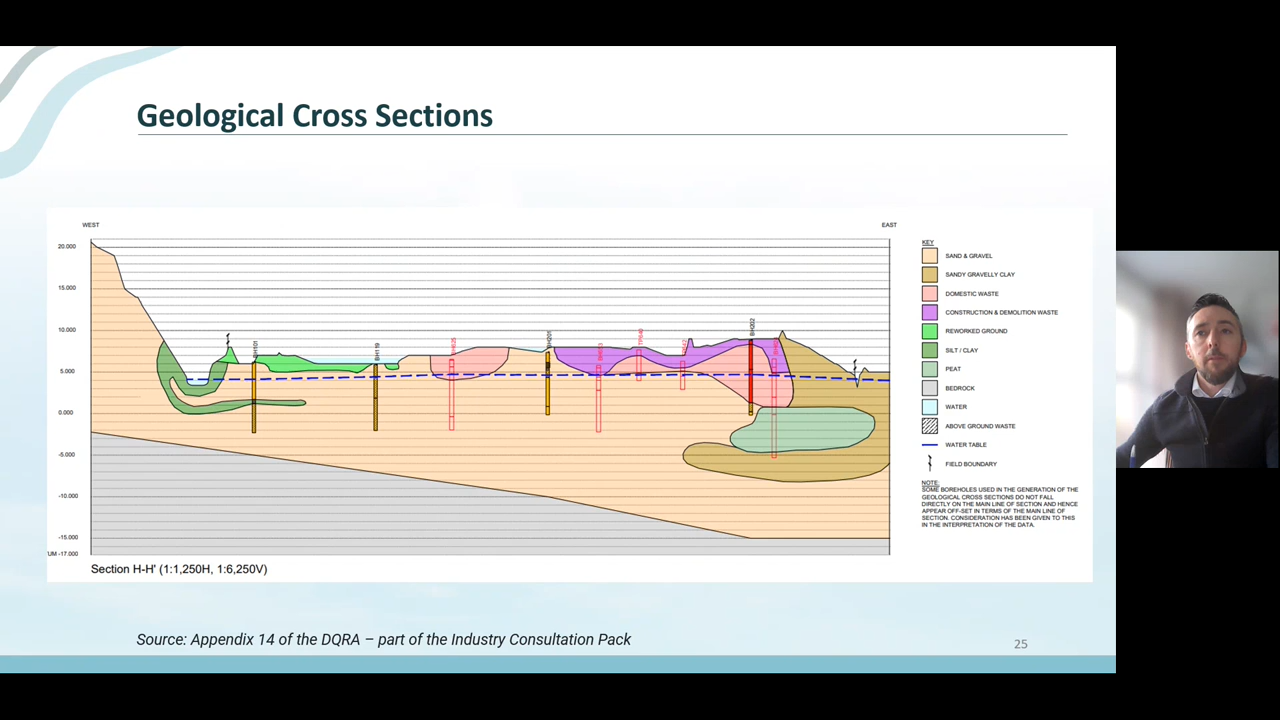 Geological Cross Sections
WEST
EAST
20.000
15.000
10.000
5.000
0.000
-5.000
-10.000
-15.000
UM -17.000
BH101
BH119
BH201
BH202
KEY
SAND & GRAVEL
SANDY GRAVELLY CLAY
DOMESTIC WASTE
CONSTRUCTION & DEMOLITION WASTE
REWORKED GROUND
SILT / CLAY
PEAT
BEDROCK
WATER
ABOVE GROUND WASTE
WATER TABLE
FIELD BOUNDARY
NOTE:
SOME BOREHOLES USED IN THE GENERATION OF THE
GEOLOGICAL CROSS SECTIONS DO NOT FALL
DIRECTLY ON THE MAIN LINE OF SECTION AND HENCE
APPEAR OFF-SET IN TERMS OF THE MAIN LINE OF
SECTION. CONSIDERATION HAS BEEN GIVEN TO THIS
IN THE INTERPRETATION OF THE DATA.
Section H-H' (1:1,250H, 1:6,250V)
Source: Appendix 14 of the DQRA – part of the Industry Consultation Pack
25